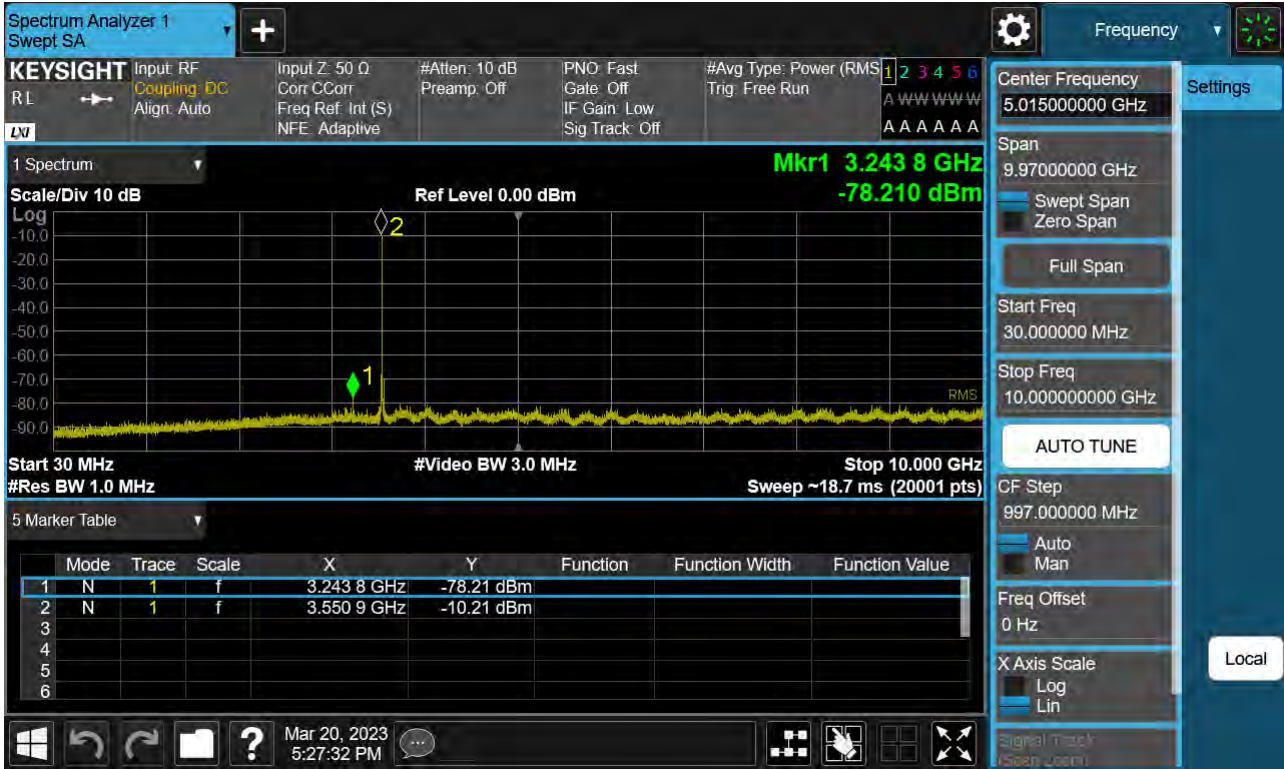 Spectrum Analyzer 1
Swept SA
+
Frequency
KEYSIGHT
R L
LXI
Input: RF
Coupling: DC
Align: Auto
Input Z: 50 Ω
Corr CCorr
Freq Ref: Int (S)
NFE: Adaptive
#Atten: 10 dB
Preamp: Off
PNO: Fast
Gate: Off
IF Gain: Low
Sig Track: Off
#Avg Type: Power (RMS
Trig: Free Run
1 2 3 4 5 6
A W W W W W
A A A A A A
1 Spectrum
Scale/Div 10 dB
Ref Level 0.00 dBm
Mkr1 3.243 8 GHz
-78.210 dBm
Log
-10.0
-20.0
-30.0
-40.0
-50.0
-60.0
-70.0
-80.0
-90.0
2
1
RMS
Start 30 MHz
#Video BW 3.0 MHz
Stop 10.000 GHz
#Res BW 1.0 MHz
Sweep ~18.7 ms (20001 pts)
5 Marker Table
Mode Trace Scale X Y Function Function Width Function Value
1 N 1 f 3.243 8 GHz -78.21 dBm
2 N 1 f 3.550 9 GHz -10.21 dBm
3
4
5
6
Center Frequency
5.015000000 GHz
Settings
Span
9.97000000 GHz
Swept Span
Zero Span
Full Span
Start Freq
30.000000 MHz
Stop Freq
10.000000000 GHz
AUTO TUNE
CF Step
997.000000 MHz
Auto
Man
Freq Offset
0 Hz
X Axis Scale
Log
Lin
Local
Signal Track
(Span Zoom)
?
Mar 20, 2023
5:27:32 PM